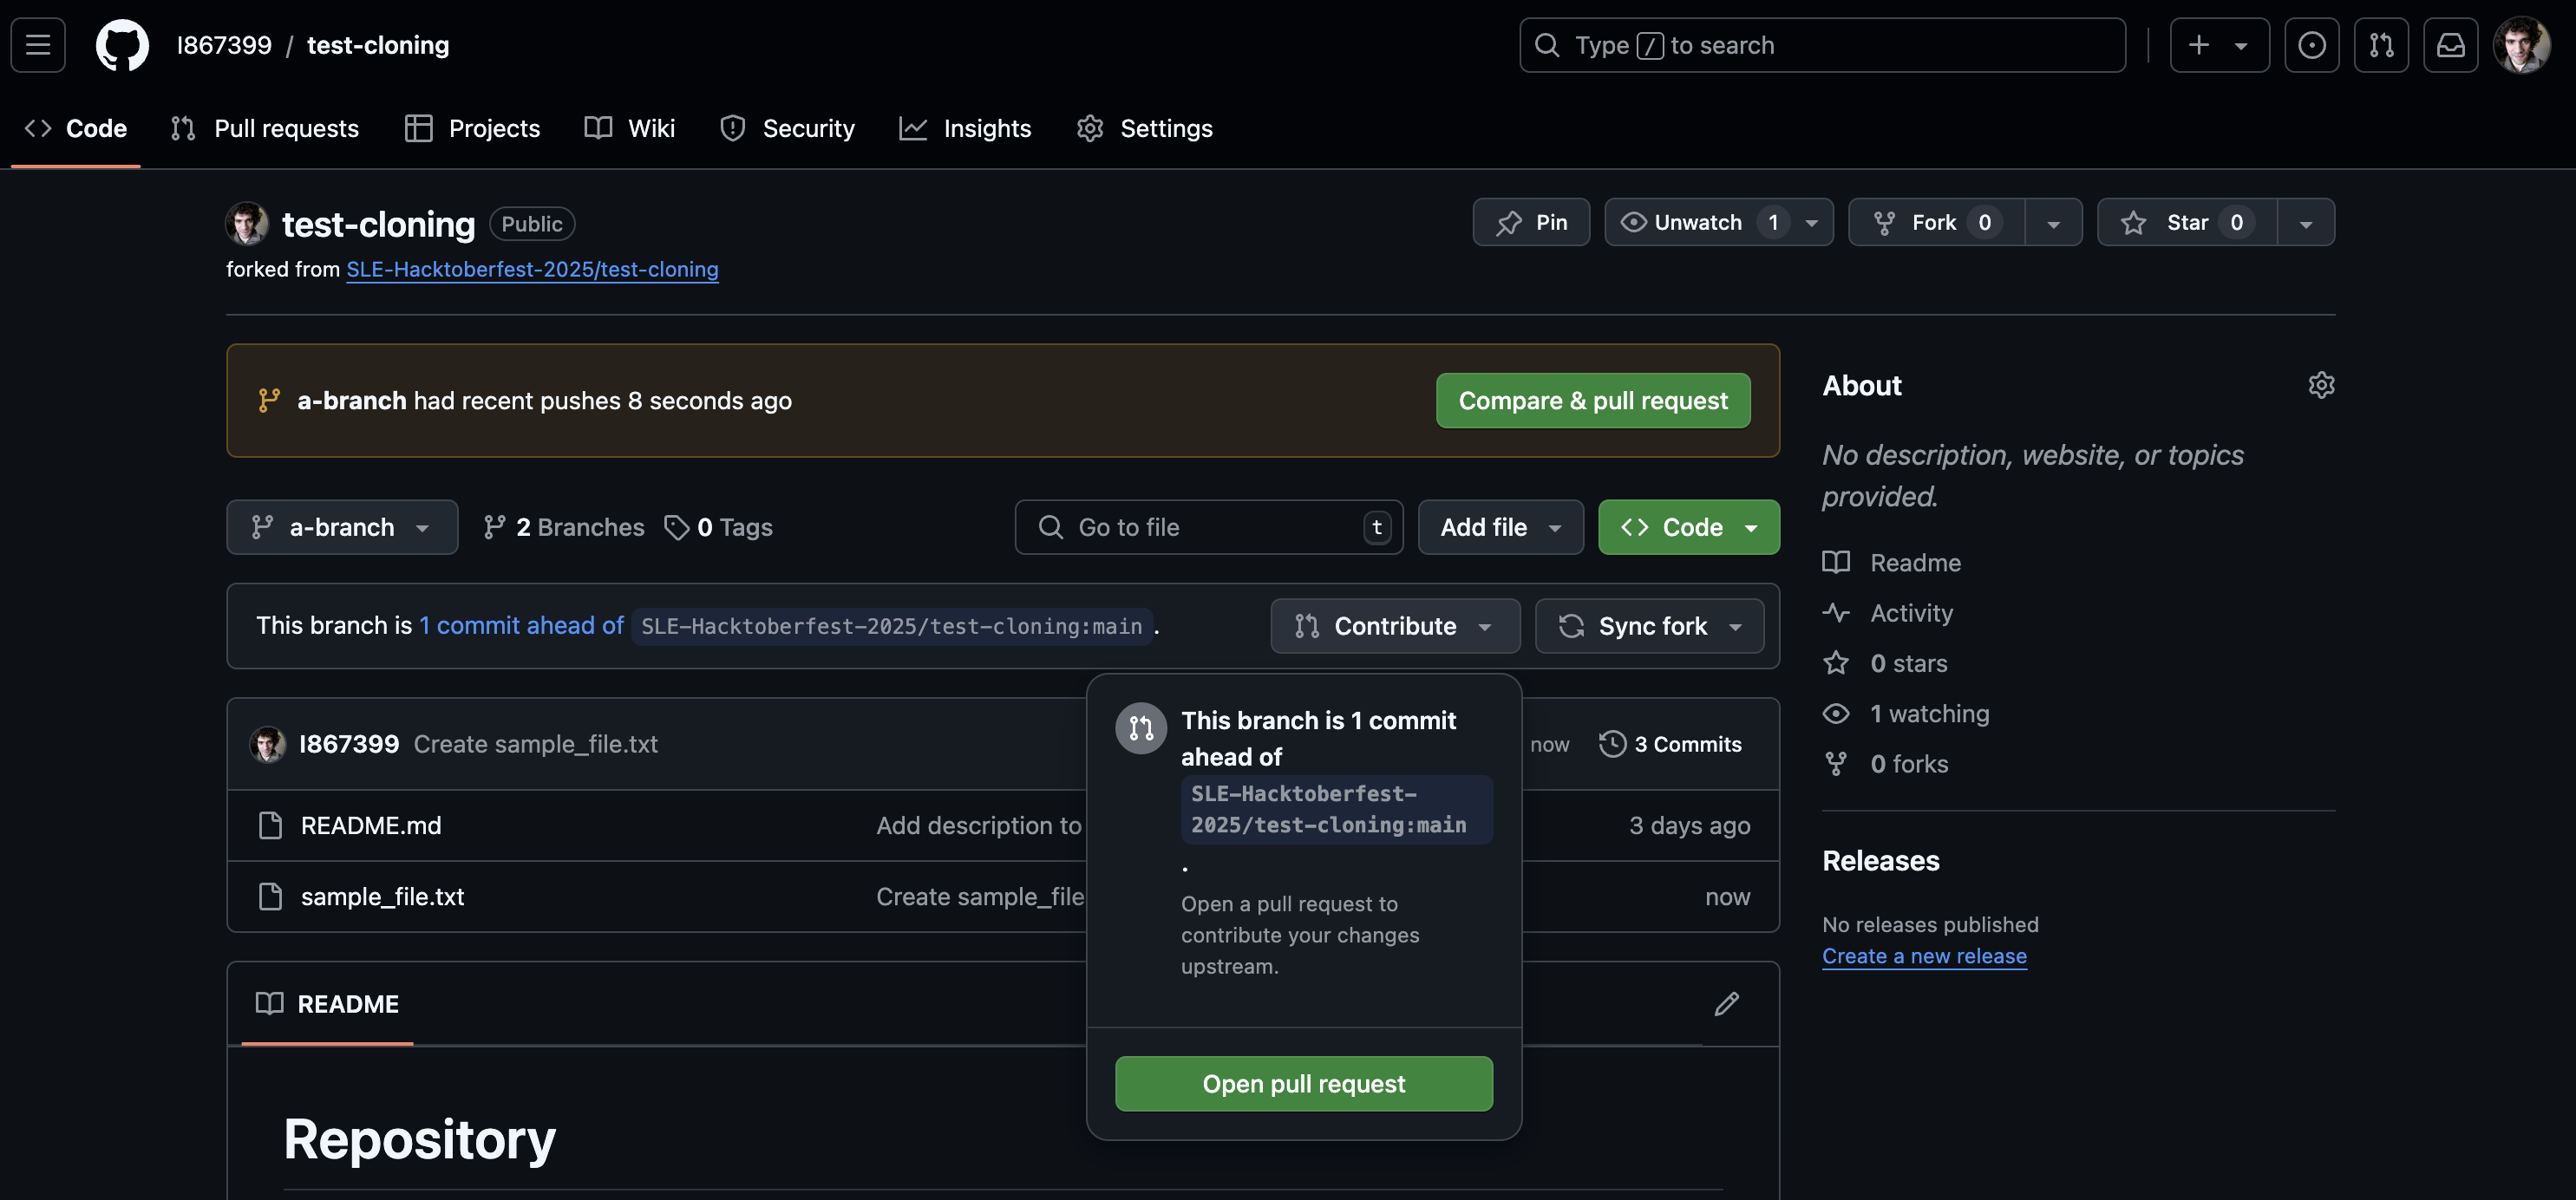 I867399 / test-cloning
Type / to search
Code Pull requests Projects Wiki Security Insights Settings
test-cloning Public
Pin Unwatch 1 Fork 0 Star 0
forked from SLE-Hacktoberfest-2025/test-cloning
a-branch had recent pushes 8 seconds ago
Compare & pull request
a-branch 2 Branches 0 Tags
Go to file t
Add file
Code
This branch is 1 commit ahead of SLE-Hacktoberfest-2025/test-cloning:main .
Contribute
Sync fork
I867399 Create sample_file.txt
now 3 Commits
README.md Add description to
3 days ago
sample_file.txt Create sample_file
now
This branch is 1 commit
ahead of
SLE-Hacktoberfest-
2025/test-cloning:main
.
Open a pull request to
contribute your changes
upstream.
Open pull request
README
Repository
About
No description, website, or topics
provided.
Readme
Activity
0 stars
1 watching
0 forks
Releases
No releases published
Create a new release